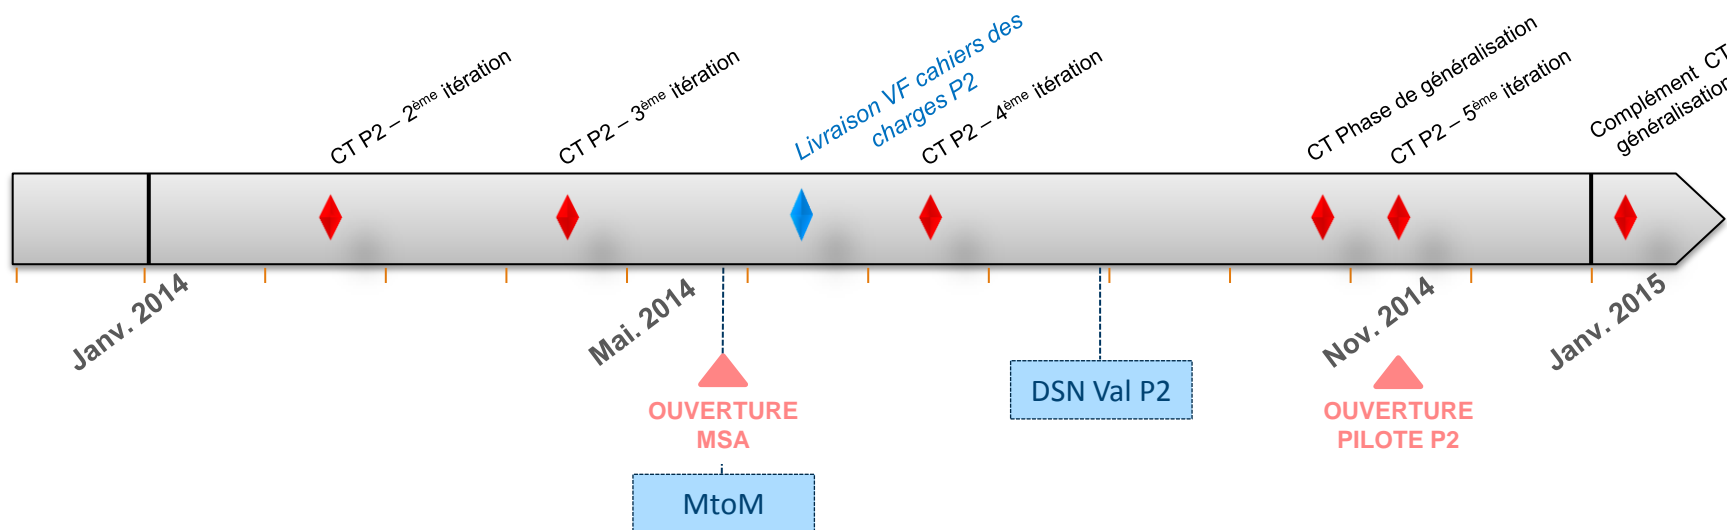 CT P2 – 2ème itération
CT P2 – 3ème itération
Livraison VF cahiers des
charges P2
CT P2 – 4ème itération
CT Phase de généralisation
CT P2 – 5ème itération
Complément CT
généralisation
Janv. 2014
Mai. 2014
Nov. 2014
Janv. 2015
OUVERTURE
MSA
MtoM
DSN Val P2
OUVERTURE
PILOTE P2